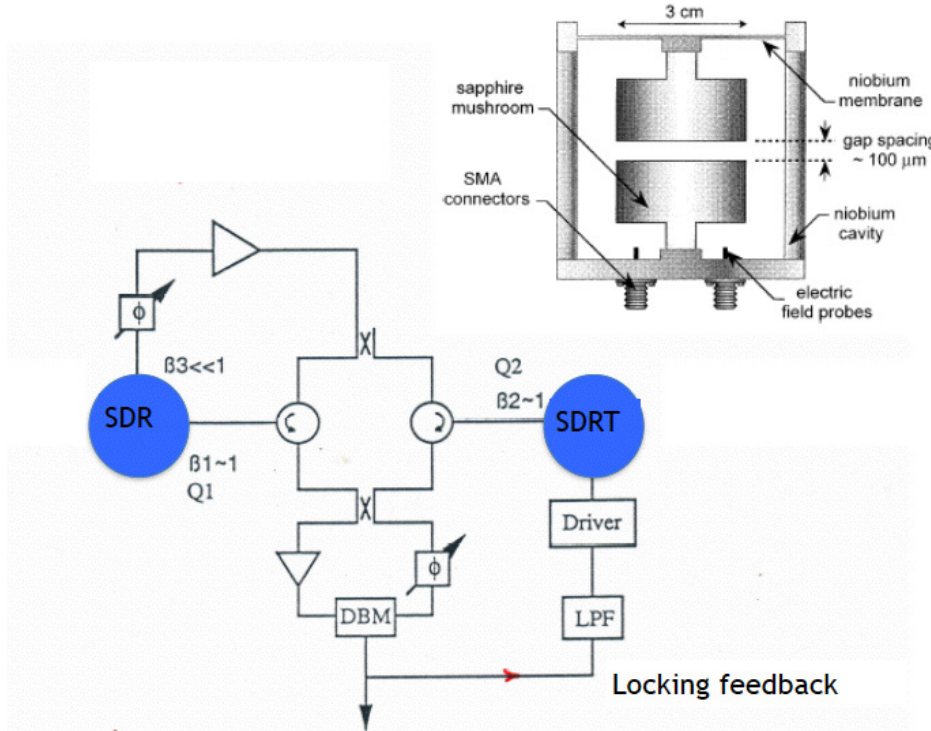 3 cm
sapphire
mushroom
niobium
membrane
gap spacing
~ 100 µm
SMA
connectors
niobium
cavity
electric
field probes
ϕ
ß3<<1
SDR
ß1~1
Q1
Q2
ß2~1
SDRT
Driver
ϕ
DBM
LPF
Locking feedback